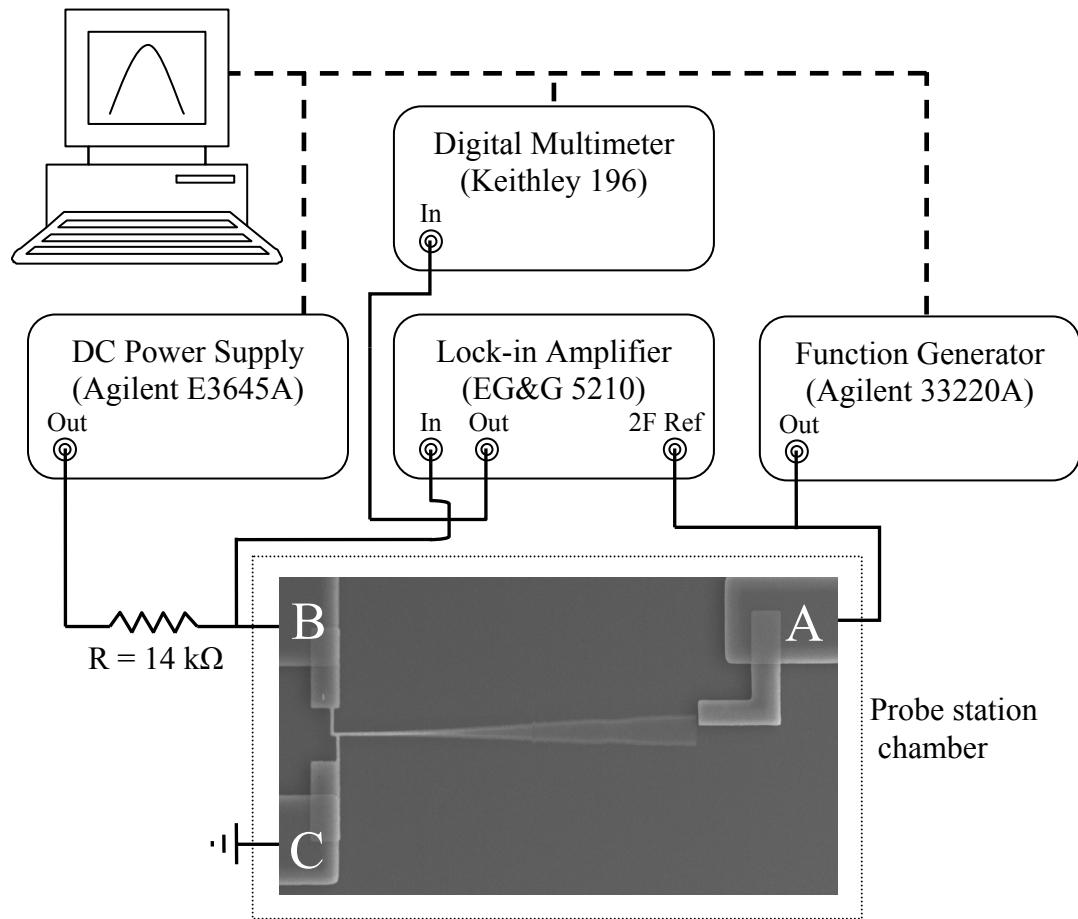 Digital Multimeter
(Keithley 196)
In
DC Power Supply
(Agilent E3645A)
Out
Lock-in Amplifier
(EG&G 5210)
In Out 2F Ref
Function Generator
(Agilent 33220A)
Out
B
A
R = 14 kΩ
Probe station
chamber
C